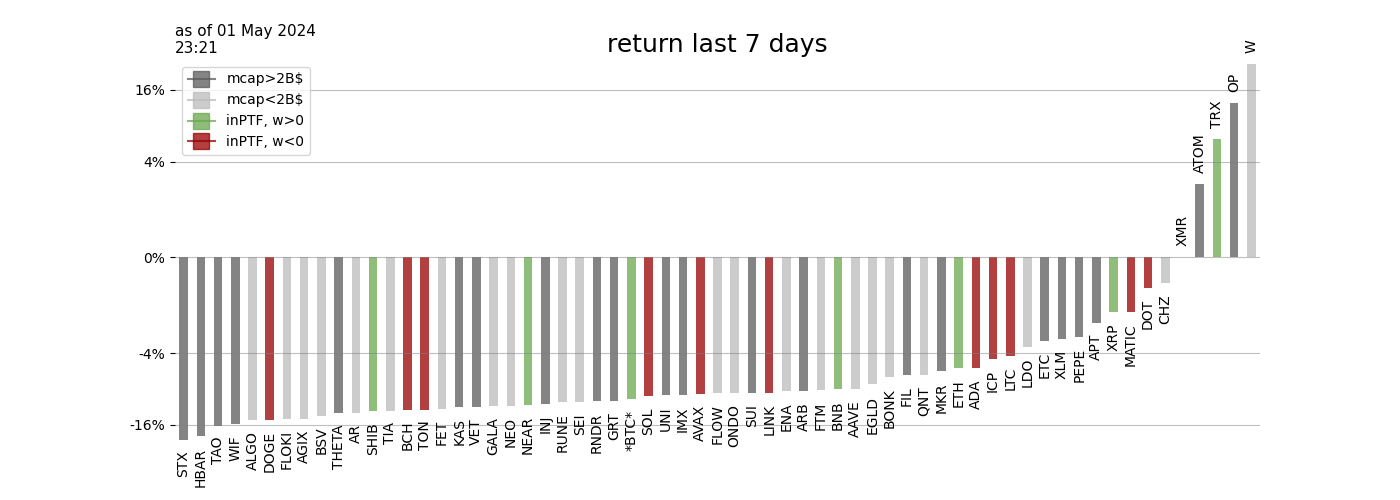 as of 01 May 2024
23:21
return last 7 days
mcap>2B$
mcap<2B$
inPTF, w>0
inPTF, w<0
16%
4%
0%
-4%
-16%
STX
HBAR
TAO
WIF
ALGO
DOGE
FLOKI
AGIX
BSV
THETA
AR
SHIB
TIA
BCH
TON
FET
KAS
VET
GALA
NEO
NEAR
INJ
RUNE
SEI
RNDR
GRT
*BTC*
SOL
UNI
IMX
AVAX
FLOW
ONDO
SUI
LINK
ENA
ARB
FTM
BNB
AAVE
EGLD
BONK
FIL
QNT
MKR
ETH
ADA
ICP
LTC
LDO
ETC
XLM
PEPE
APT
XRP
MATIC
DOT
CHZ
XMR
ATOM
TRX
OP
W